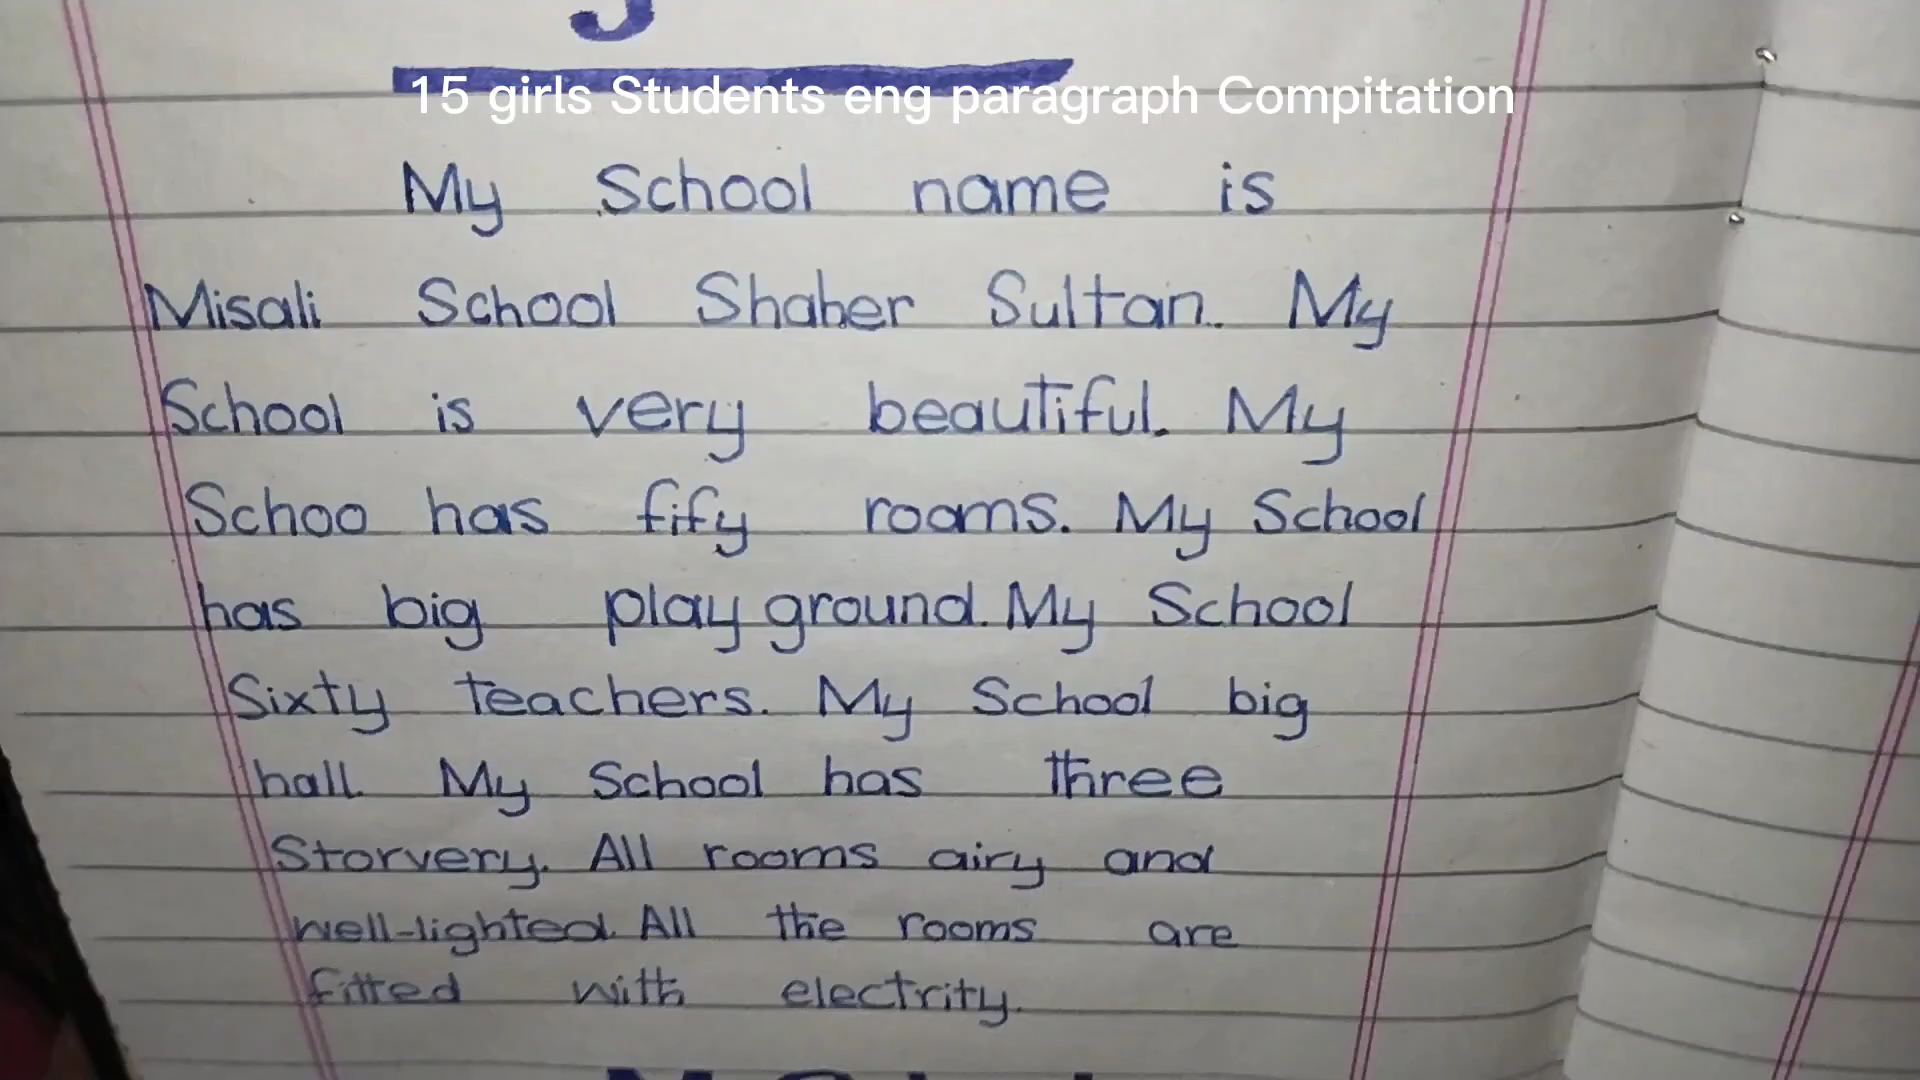 15 girls Students eng paragraph Compitation
My School name is
Misali School Shaher Sultan. My
School is very beautiful. My
Schoo has fify rooms. My School
has big play ground. My School
Sixty teachers. My School big
hall. My School has three
Storvery. All rooms airy and
well-lighted. All the rooms are
fitted with electrity.